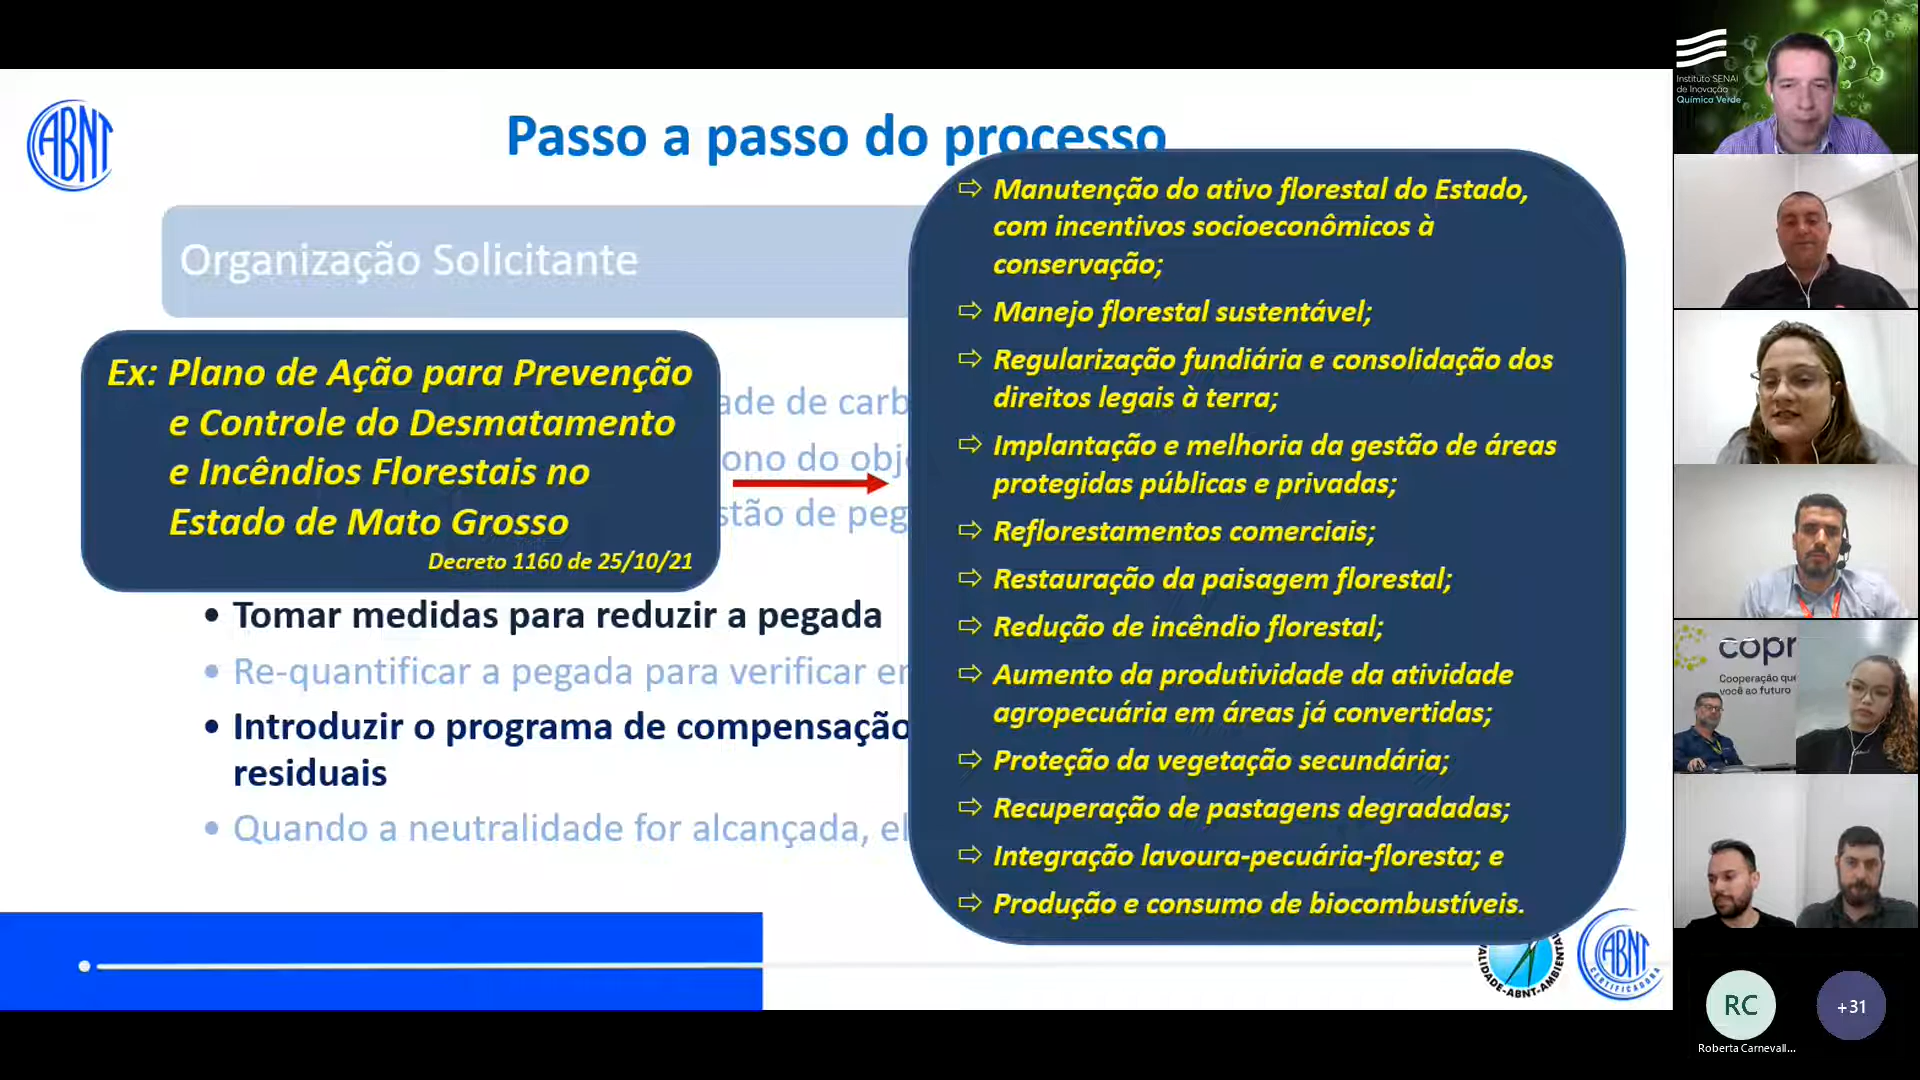 ABNT
Passo a passo do processo
Organização Solicitante
Ex: Plano de Ação para Prevenção
e Controle do Desmatamento
e Incêndios Florestais no
Estado de Mato Grosso
Decreto 1160 de 25/10/21
ade de carb
ono do obj
stão de peg
• Tomar medidas para reduzir a pegada
• Re-quantificar a pegada para verificar
• Introduzir o programa de compensação
residuais
• Quando a neutralidade for alcançada, el
⇨ Manutenção do ativo florestal do Estado,
com incentivos socioeconômicos à
conservação;
⇨ Manejo florestal sustentável;
⇨ Regularização fundiária e consolidação dos
direitos legais à terra;
⇨ Implantação e melhoria da gestão de áreas
protegidas públicas e privadas;
⇨ Reflorestamentos comerciais;
⇨ Restauração da paisagem florestal;
⇨ Redução de incêndio florestal;
⇨ Aumento da produtividade da atividade
agropecuária em áreas já convertidas;
⇨ Proteção da vegetação secundária;
⇨ Recuperação de pastagens degradadas;
⇨ Integração lavoura-pecuária-floresta; e
⇨ Produção e consumo de biocombustíveis.
ALIDADE-ABNT-AMBIENTAL
ABNT
CERTIFICADORA
Instituto SENAI
de Inovação
Química Verde
copr
Cooperação que
você ao futuro
RC
Roberta Carnevall...
+31